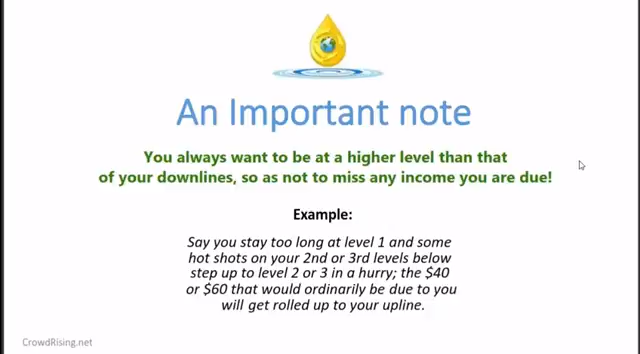 An Important note
You always want to be at a higher level than that
of your downlines, so as not to miss any income you are due!
Example:
Say you stay too long at level 1 and some
hot shots on your 2nd or 3rd levels below
step up to level 2 or 3 in a hurry; the $40
or $60 that would ordinarily be due to you
will get rolled up to your upline.
CrowdRising.net